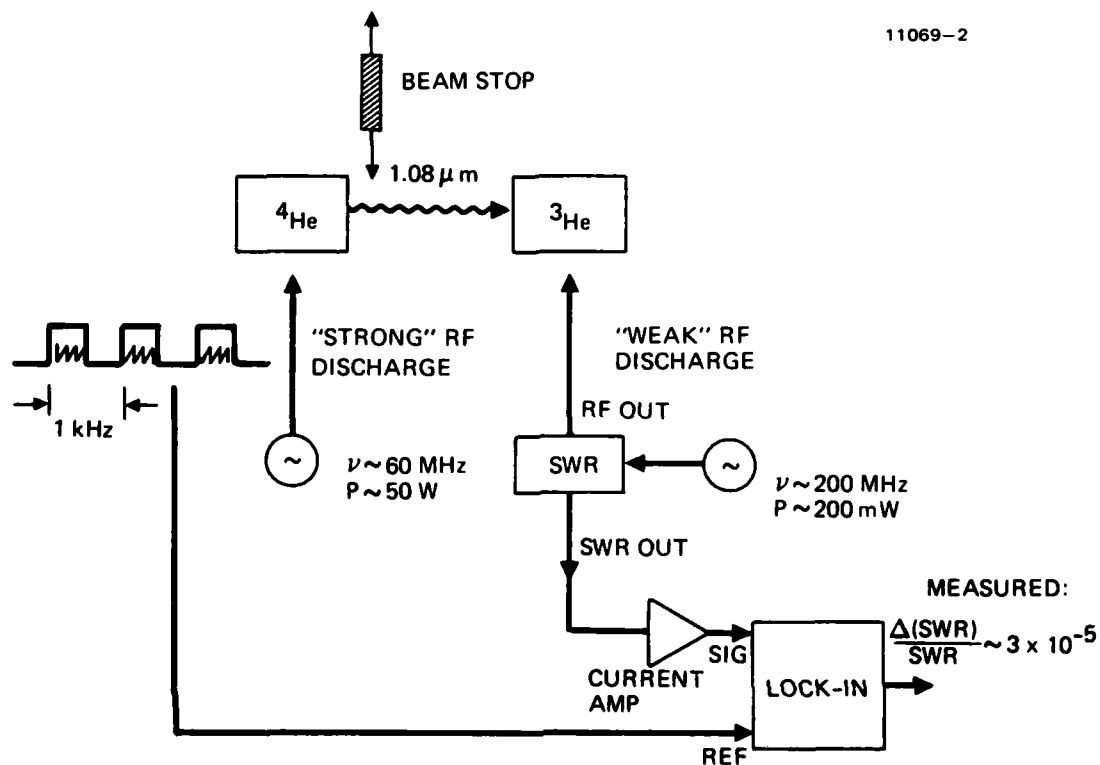 11069-2
BEAM STOP
1.08 μm
4He
3He
"STRONG" RF
DISCHARGE
"WEAK" RF
DISCHARGE
1 kHz
RF OUT
~
ν ~ 60 MHz
P ~ 50 W
SWR
~
ν ~ 200 MHz
P ~ 200 mW
SWR OUT
MEASURED:
Δ(SWR)
SWR
~ 3 x 10-5
SIG
CURRENT
AMP
LOCK-IN
REF